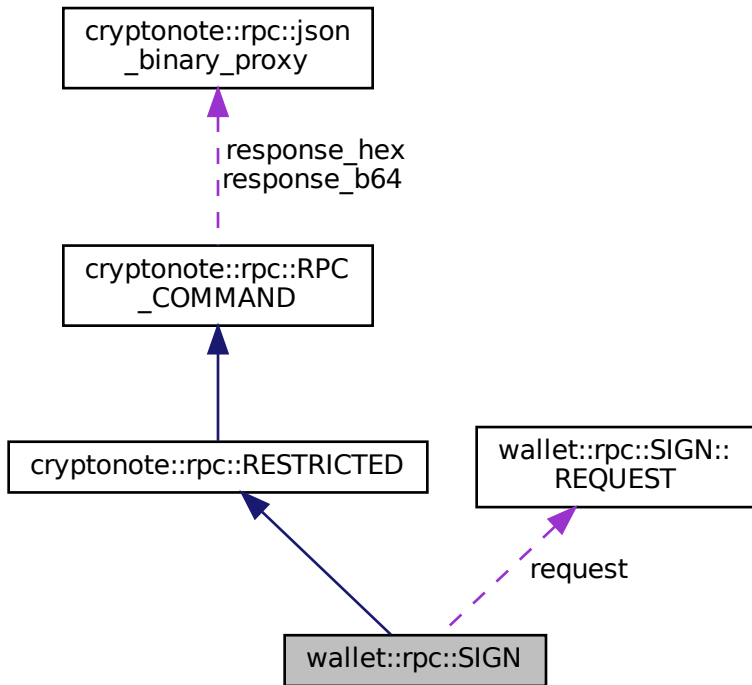 cryptonote::rpc::json
_binary_proxy
response_hex
response_b64
cryptonote::rpc::RPC
_COMMAND
cryptonote::rpc::RESTRICTED
wallet::rpc::SIGN::
REQUEST
request
wallet::rpc::SIGN